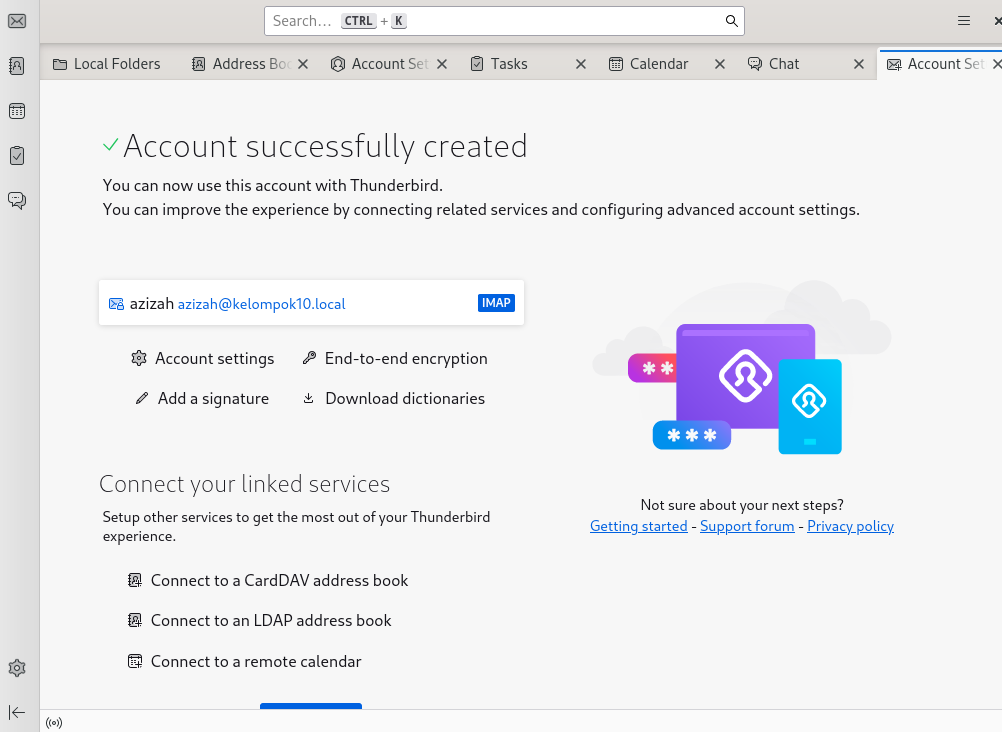 Search... CTRL + K
Local Folders Address Boo Account Set Tasks Calendar Chat Account Set
Account successfully created
You can now use this account with Thunderbird.
You can improve the experience by connecting related services and configuring advanced account settings.
azizah azizah@kelompok10.local IMAP
Account settings End-to-end encryption
Add a signature Download dictionaries
Connect your linked services
Setup other services to get the most out of your Thunderbird
experience.
Connect to a CardDAV address book
Connect to an LDAP address book
Connect to a remote calendar
** 
***
Not sure about your next steps?
Getting started - Support forum - Privacy policy